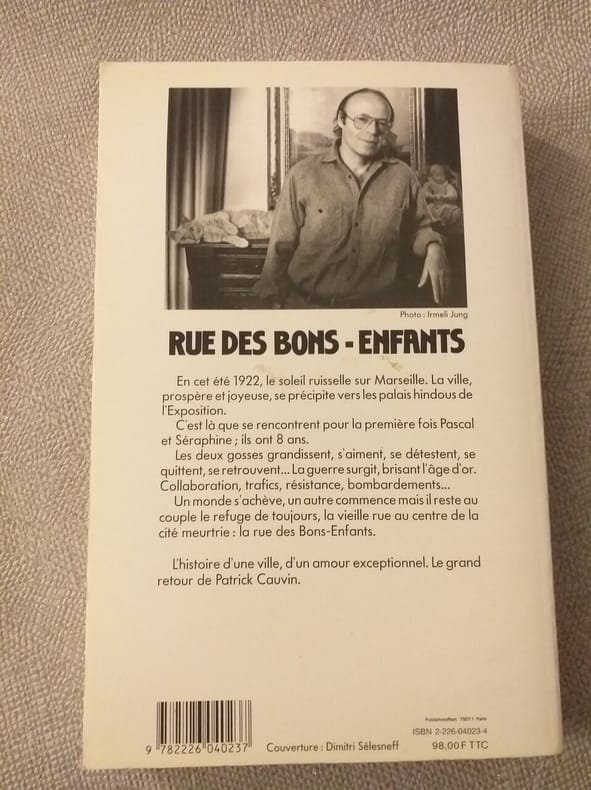 Photo : Irmeli Jung
RUE DES BONS - ENFANTS
En cet été 1922, le soleil ruisselle sur Marseille. La ville,
prospère et joyeuse, se précipite vers les palais hindous de
l'Exposition.
C'est là que se rencontrent pour la première fois Pascal
et Séraphine ; ils ont 8 ans.
Les deux gosses grandissent, s'aiment, se détestent, se
quittent, se retrouvent... La guerre surgit, brisant l'âge d'or.
Collaboration, trafics, résistance, bombardements...
Un monde s'achève, un autre commence mais il reste au
couple le refuge de toujours, la vieille rue au centre de la
cité meurtrie : la rue des Bons-Enfants.
L'histoire d'une ville, d'un amour exceptionnel. Le grand
retour de Patrick Cauvin.
75011 Paris
ISBN 2-226-04023-4
9 782226 040237
Couverture : Dimitri Sélesneff
98,00 F TTC